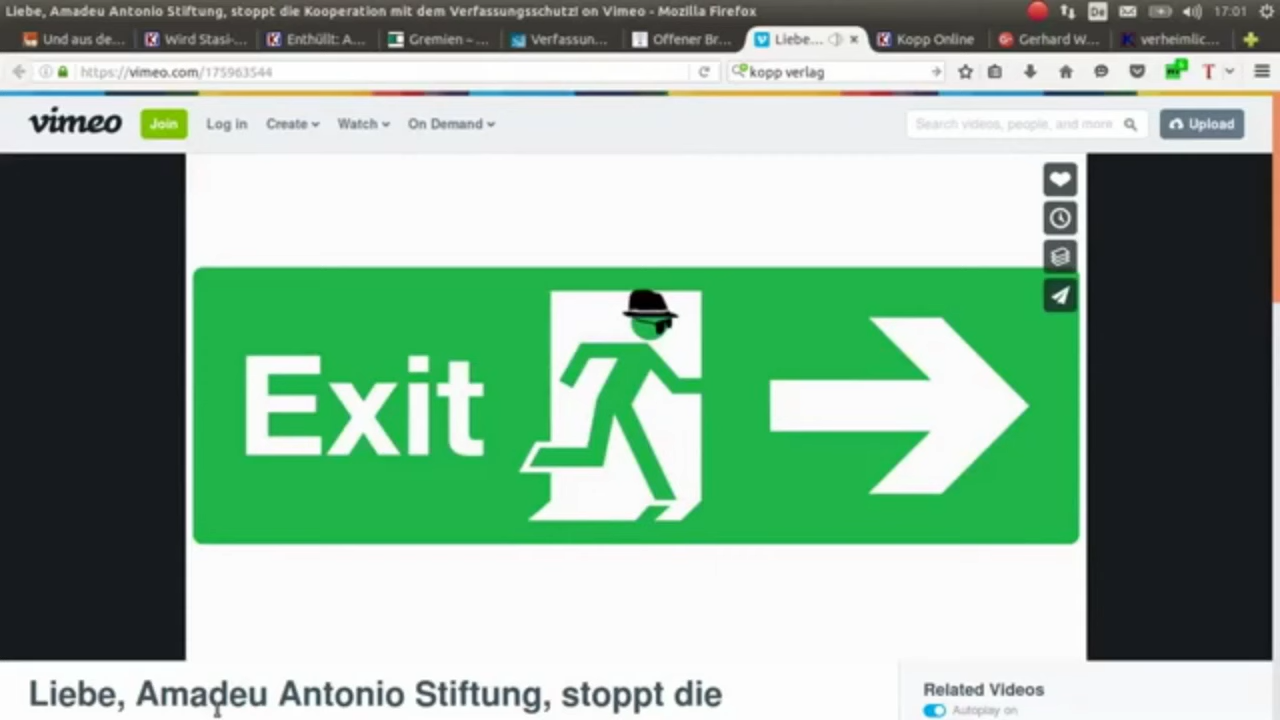 Liebe, Amadeu Antonio Stiftung, stoppt die Kooperation mit dem Verfassungsschutz! on Vimeo - Mozilla Firefox
De
17:01
Und aus de...
Wird Stasi-...
Enthüllt: A...
Gremien – ...
Verfassun...
Offener Br...
Liebe...
Kopp Online
Gerhard W...
verheimlic...
https://vimeo.com/175963544
kopp verlag
vimeo
Join
Log in
Create
Watch
On Demand
Search videos, people, and more
Upload
Exit
Liebe, Amadeu Antonio Stiftung, stoppt die
Related Videos
Autoplay on